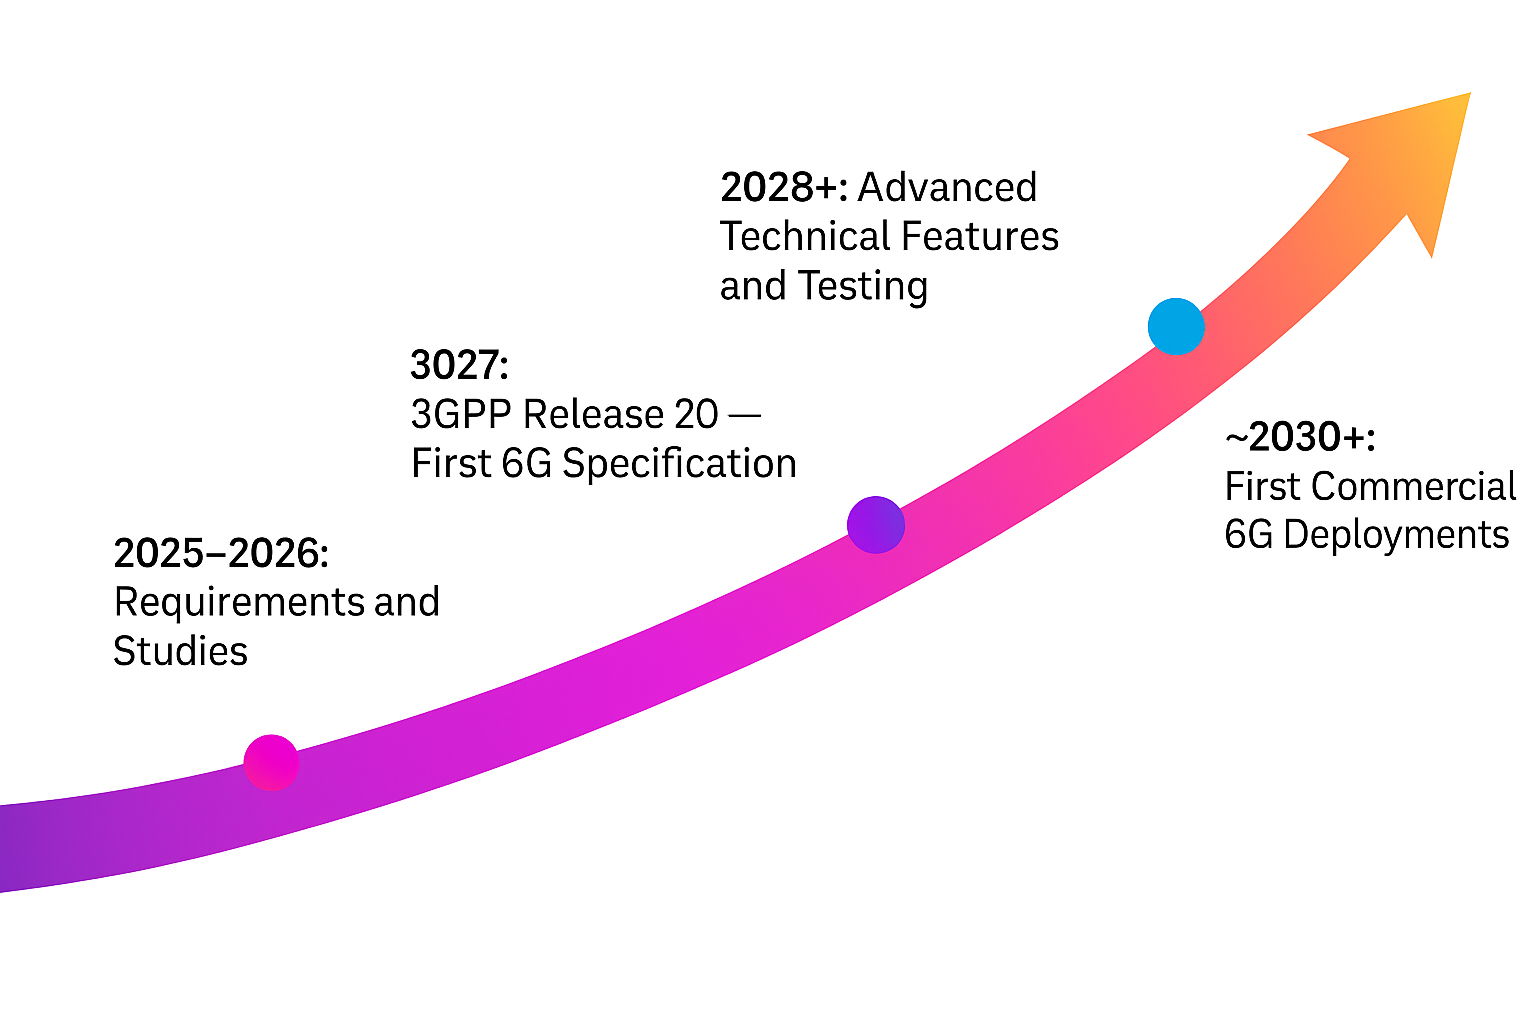 2025–2026:
Requirements and
Studies
3027:
3GPP Release 20 —
First 6G Specification
2028+: Advanced
Technical Features
and Testing
~2030+:
First Commercial
6G Deployments